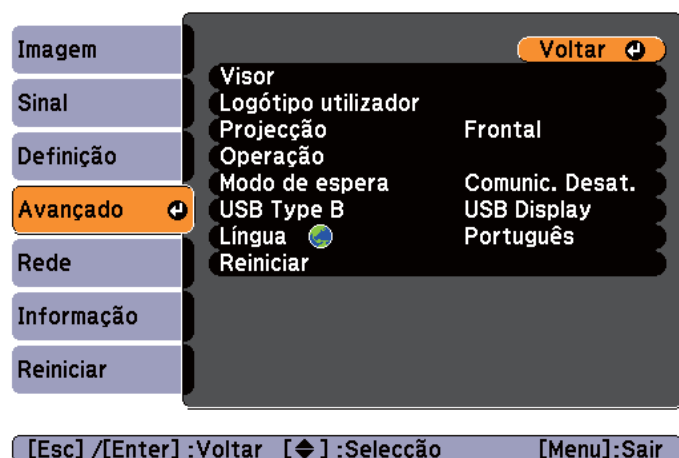 Imagem
Sinal
Definição
Avançado
Rede
Informação
Reiniciar
Voltar
Visor
Logótipo utilizador
Projecção Frontal
Operação
Modo de espera Comunic. Desat.
USB Type B USB Display
Língua Português
Reiniciar
[Esc] /[Enter] :Voltar [◆] :Selecção [Menu]:Sair